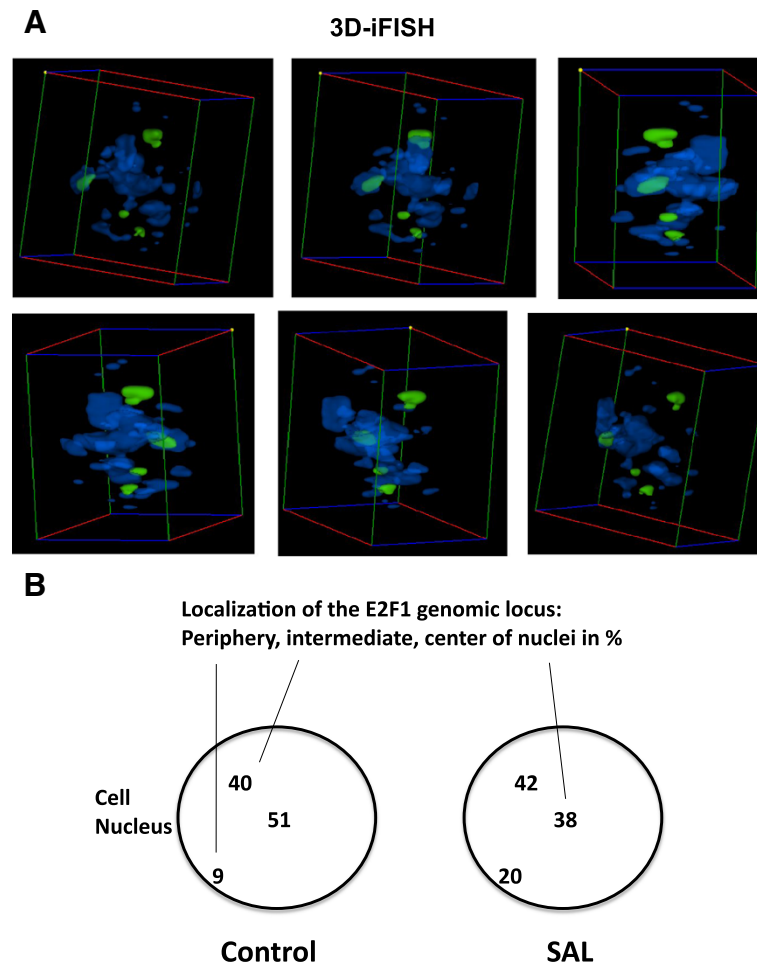 A
3D-iFISH
B
Localization of the E2F1 genomic locus:
Periphery, intermediate, center of nuclei in %
40
42
Cell
Nucleus
51
38
9
20
Control
SAL